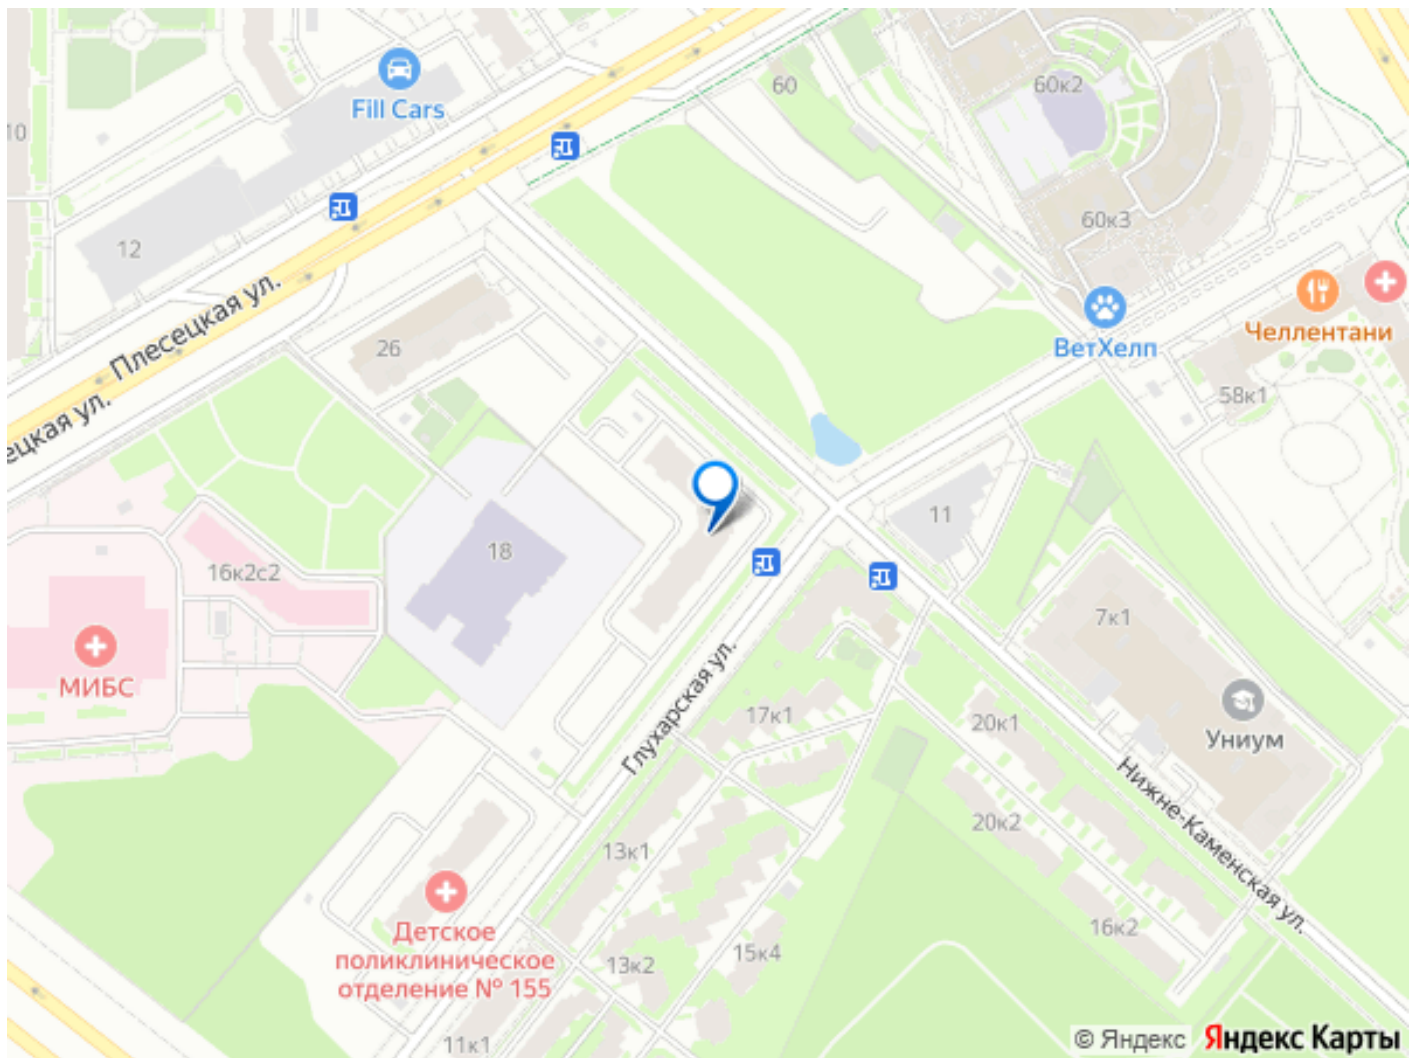 10
Fill Cars
60
60к2
12
60к3
Плесецкая ул.
ецкая ул.
26
ВетХелп
Челлентани
58к1
11
18
16к2с2
МИБС
7к1
Глухарская ул.
17к1
20к1
Униум
20к2
Нижне-Каменская ул.
13к1
16к2
Детское
поликлиническое
отделение № 155
13к2
15к4
11к1
© Яндекс Яндекс Карты